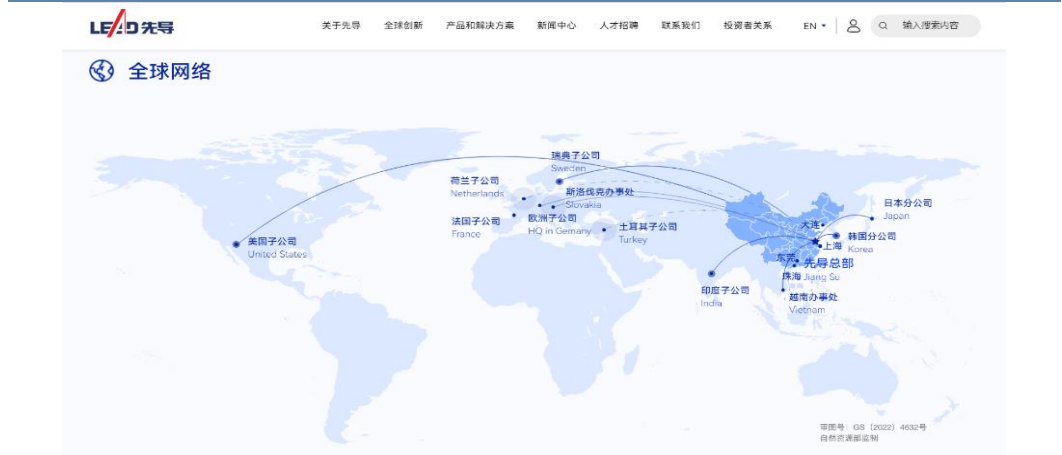 LEAD先导
关于先导 全球创新 产品和解决方案 新闻中心 人才招聘 联系我们 投资者关系 EN 输入搜索内容
全球网络
瑞典子公司
Sweden
荷兰子公司
Netherlands
斯洛伐克办事处
Slovakia
法国子公司
France
欧洲子公司
HQ in Gemany
土耳其子公司
Turkey
美国子公司
United States
日本分公司
Japan
大连
韩国分公司
Korea
上海
东莞
先导总部
Jiang Su
珠海
印度子公司
India
越南办事处
Vietnam
审图号：GS（2022）4632号
自然资源部监制